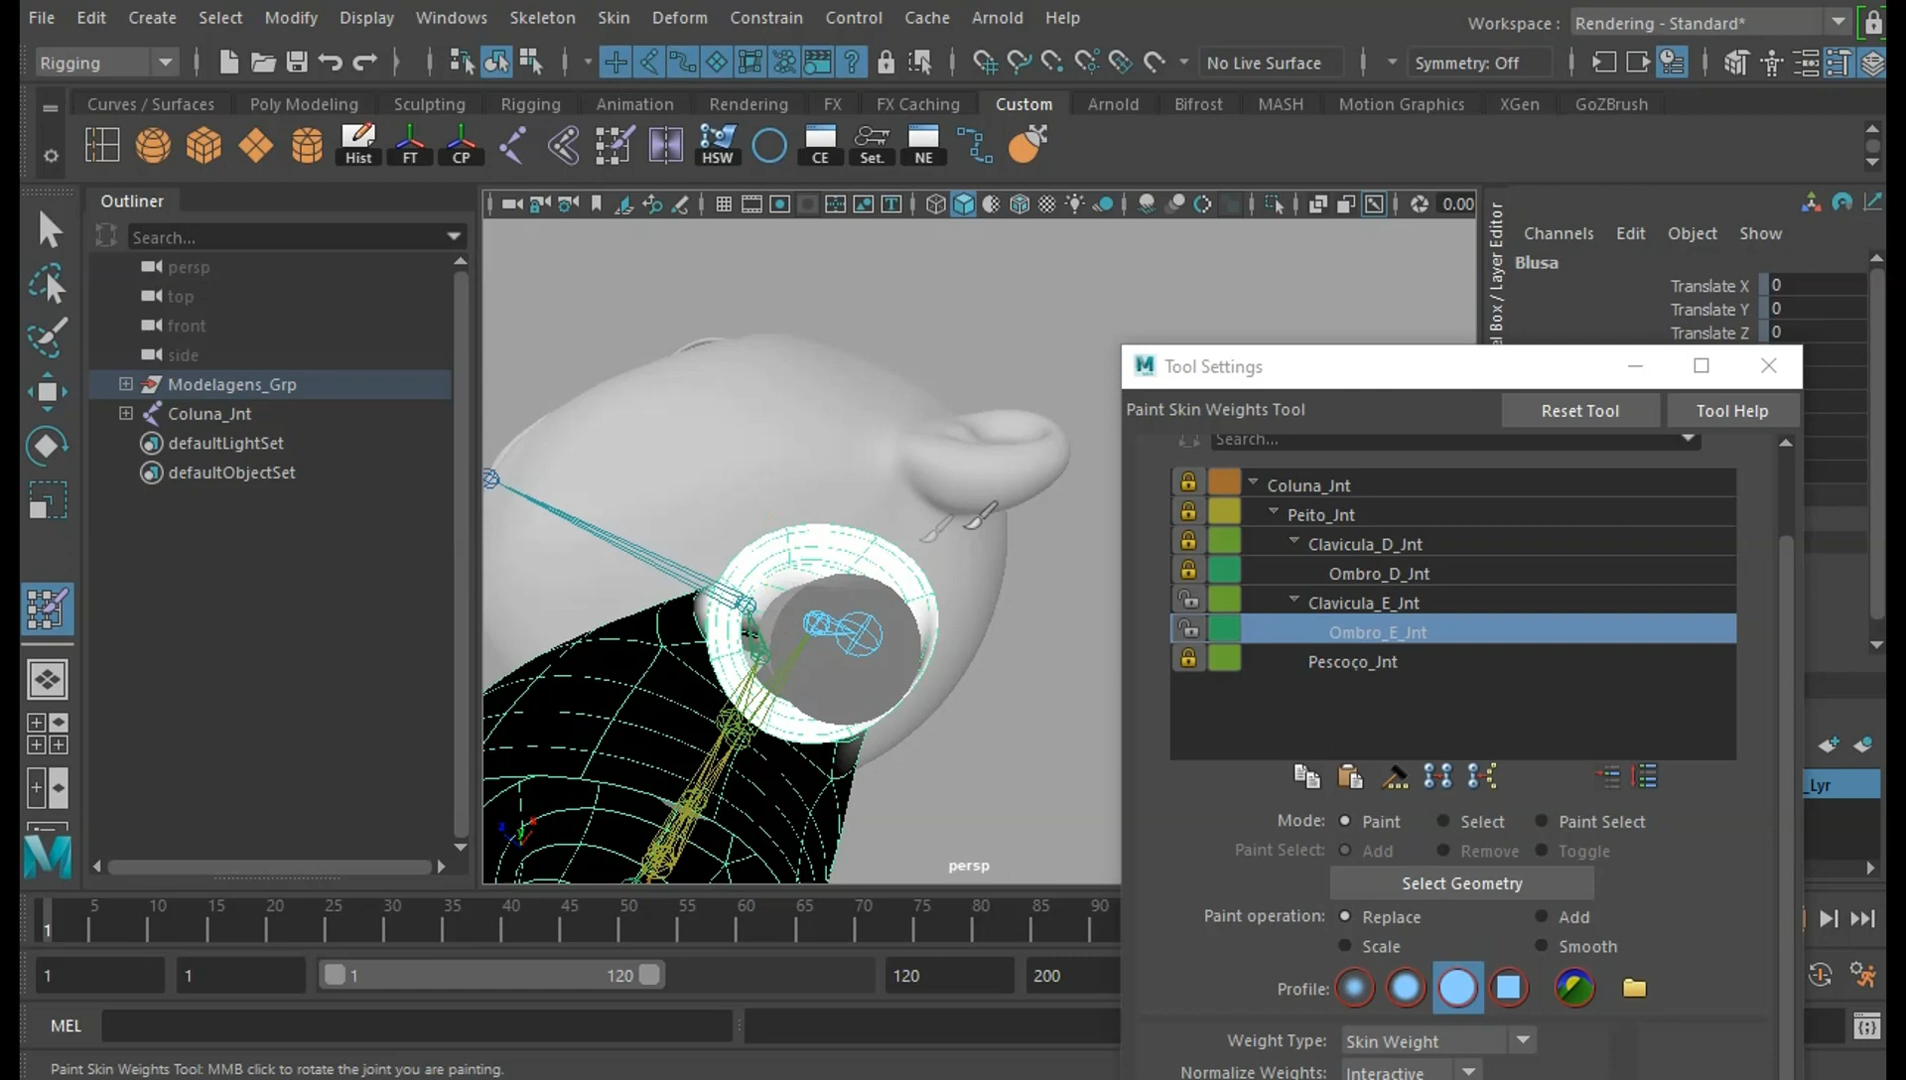 File Edit Create Select Modify Display Windows Skeleton Skin Deform Constrain Control Cache Arnold Help
Workspace : Rendering - Standard*
Rigging No Live Surface Symmetry: Off
Curves / Surfaces Poly Modeling Sculpting Rigging Animation Rendering FX FX Caching Custom Arnold Bifrost MASH Motion Graphics XGen GoZBrush
Hist FT CP HSW CE Set. NE
Outliner
Search...
persp
top
front
side
Modelagens_Grp
Coluna_Jnt
defaultLightSet
defaultObjectSet
0.00
persp
Channels Edit Object Show
Blusa
Translate X 0
Translate Y 0
Translate Z 0
el Box / Layer Editor
Tool Settings
Paint Skin Weights Tool Reset Tool Tool Help
Search...
Coluna_Jnt
Peito_Jnt
Clavicula_D_Jnt
Ombro_D_Jnt
Clavicula_E_Jnt
Ombro_E_Jnt
Pescoço_Jnt
Mode: Paint Select Paint Select
Paint Select: Add Remove Toggle
Select Geometry
Paint operation: Replace Add
Scale Smooth
Profile:
Weight Type: Skin Weight
Normalize Weights: Interactive
_Lyr
5 10 15 20 25 30 35 40 45 50 55 60 65 70 75 80 85 90
1
1 1 1 120 120 200
MEL
Paint Skin Weights Tool: MMB click to rotate the joint you are painting.